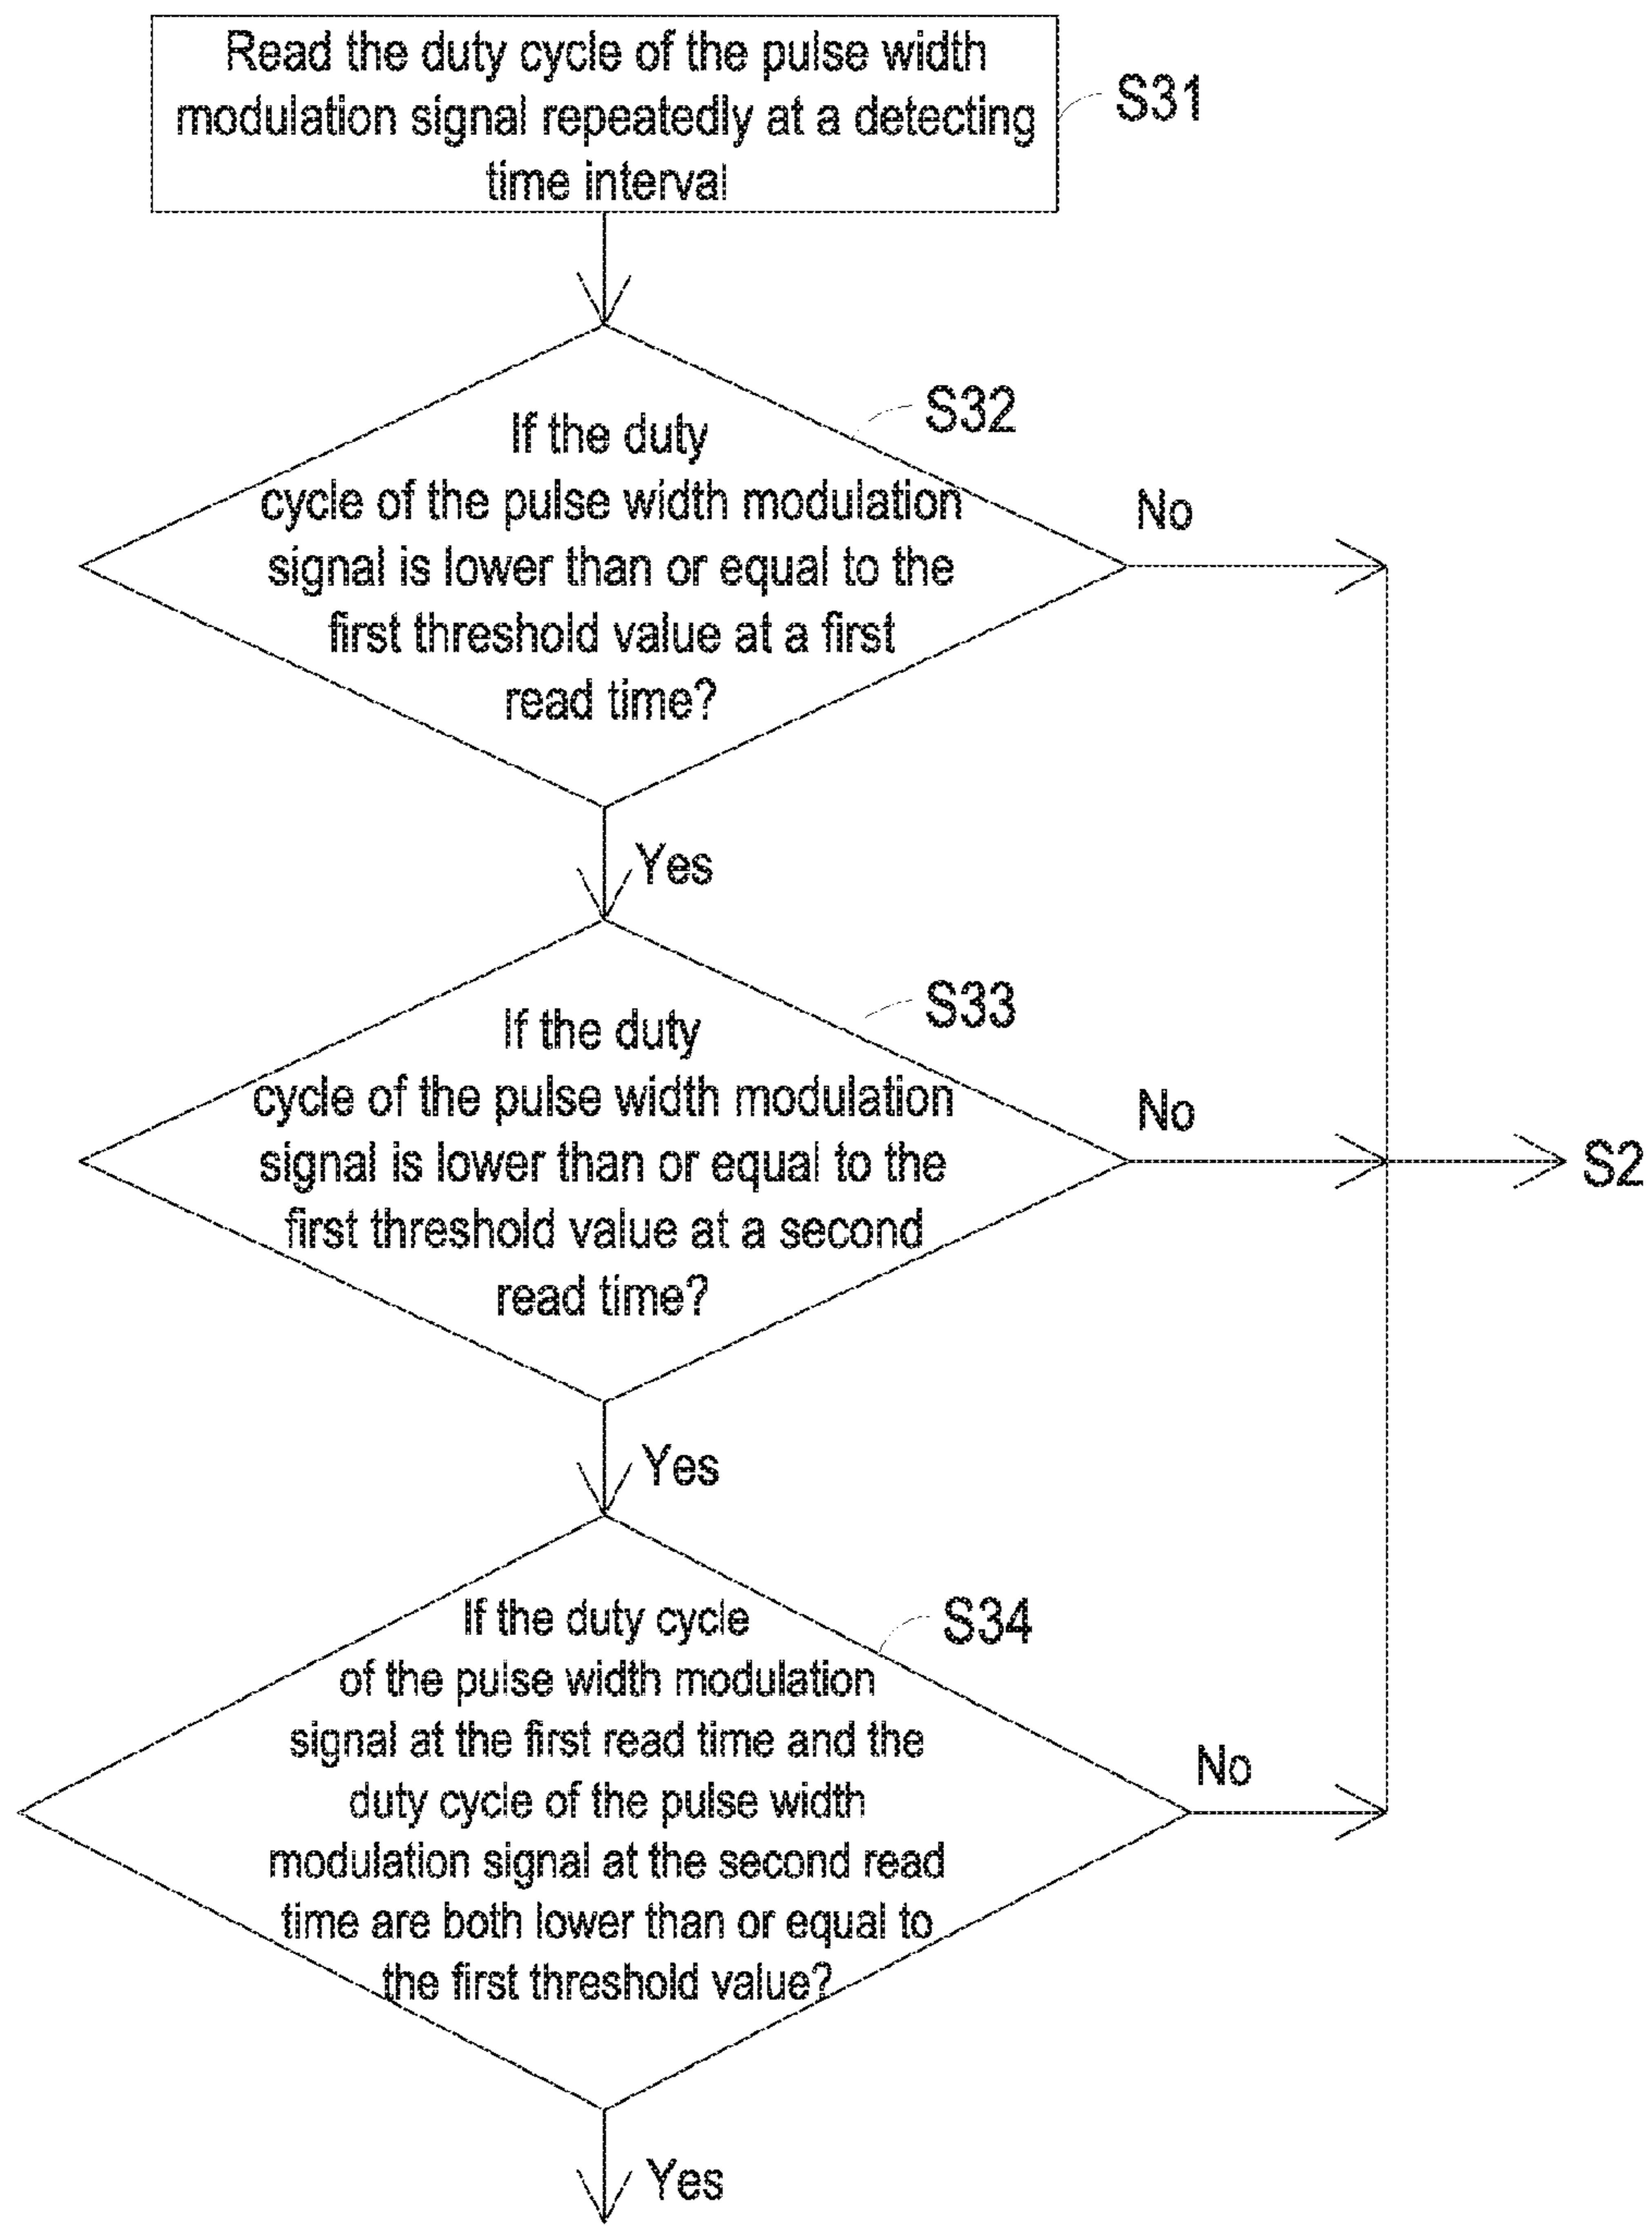 Read the duty cycle of the pulse width
modulation signal repeatedly at a detecting
time interval
S31
If the duty
cycle of the pulse width modulation
signal is lower than or equal to the
first threshold value at a first
read time?
S32
No
Yes
If the duty
cycle of the pulse width modulation
signal is lower than or equal to the
first threshold value at a second
read time?
S33
No
S2
Yes
If the duty cycle
of the pulse width modulation
signal at the first read time and the
duty cycle of the pulse width
modulation signal at the second read
time are both lower than or equal to
the first threshold value?
S34
No
Yes